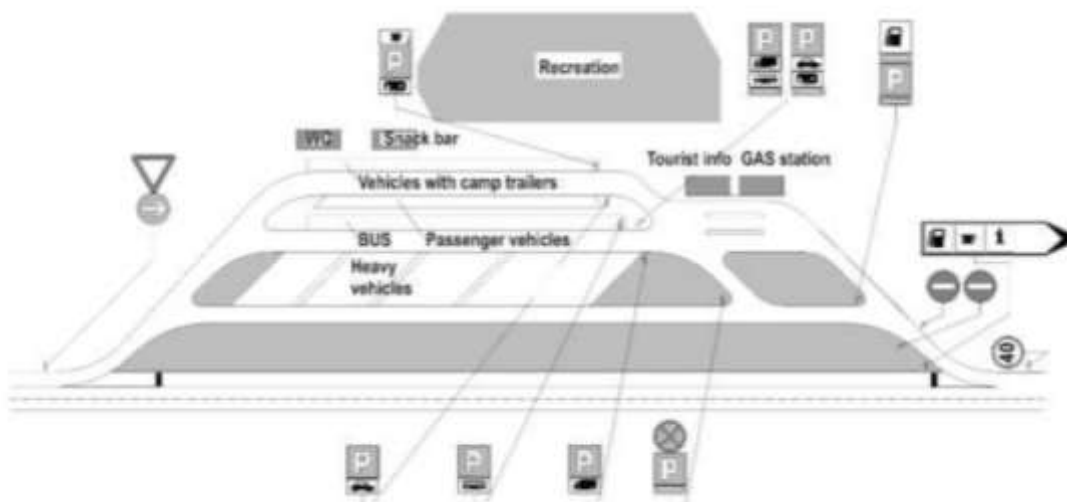 P
P
P
P
Recreation
WC
Snack bar
Tourist info GAS station
Vehicles with camp trailers
i
BUS Passenger vehicles
Heavy
vehicles
40
P
P
P
P